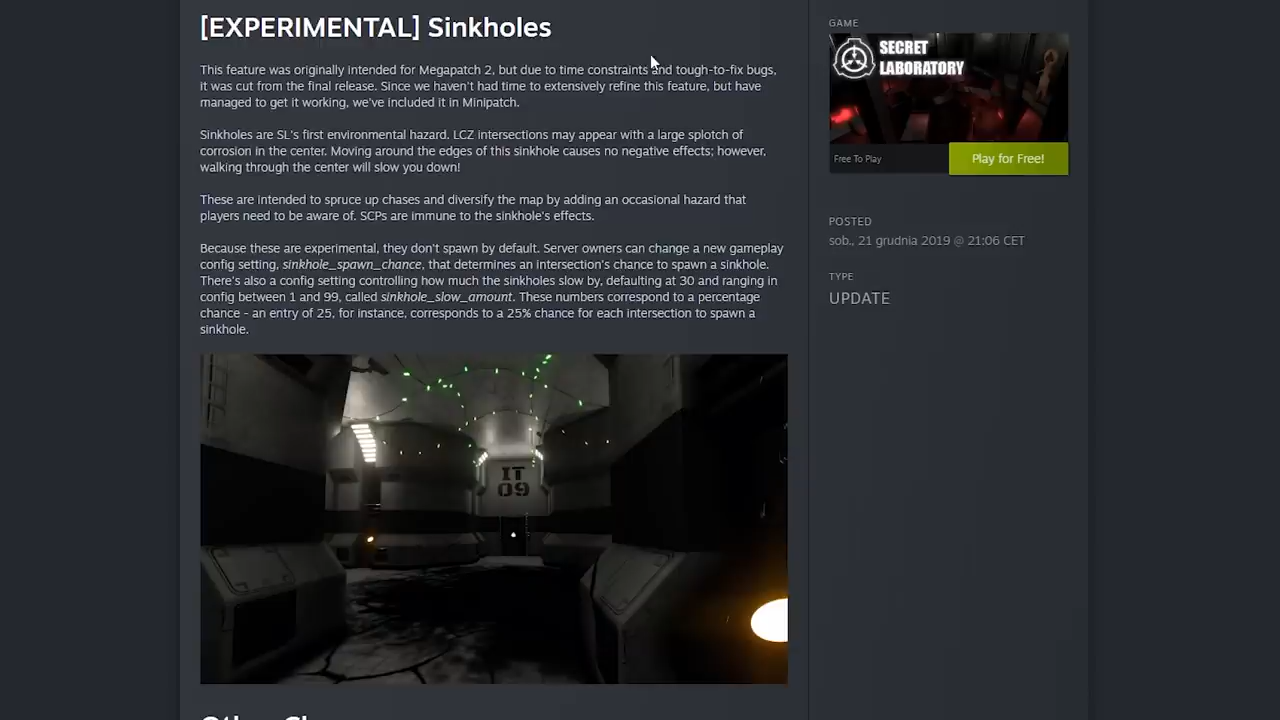 [EXPERIMENTAL] Sinkholes
This feature was originally intended for Megapatch 2, but due to time constraints and tough-to-fix bugs,
it was cut from the final release. Since we haven't had time to extensively refine this feature, but have
managed to get it working, we've included it in Minipatch.
Sinkholes are SL's first environmental hazard. LCZ intersections may appear with a large splotch of
corrosion in the center. Moving around the edges of this sinkhole causes no negative effects; however,
walking through the center will slow you down!
These are intended to spruce up chases and diversify the map by adding an occasional hazard that
players need to be aware of. SCPs are immune to the sinkhole's effects.
Because these are experimental, they don't spawn by default. Server owners can change a new gameplay
config setting, sinkhole_spawn_chance, that determines an intersection's chance to spawn a sinkhole.
There's also a config setting controlling how much the sinkholes slow by, defaulting at 30 and ranging in
config between 1 and 99, called sinkhole_slow_amount. These numbers correspond to a percentage
chance - an entry of 25, for instance, corresponds to a 25% chance for each intersection to spawn a
sinkhole.
IT
09
GAME
SECRET
LABORATORY
Free To Play
Play for Free!
POSTED
sob., 21 grudnia 2019 @ 21:06 CET
TYPE
UPDATE